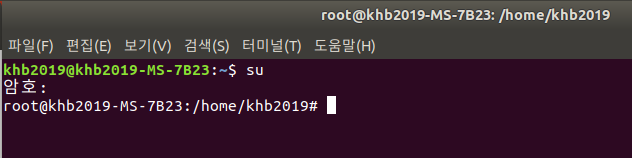 root@khb2019-MS-7B23: /home/khb2019
파일(F) 편집(E) 보기(V) 검색(S) 터미널(T) 도움말(H)
khb2019@khb2019-MS-7B23:~$ su
암호:
root@khb2019-MS-7B23:/home/khb2019#